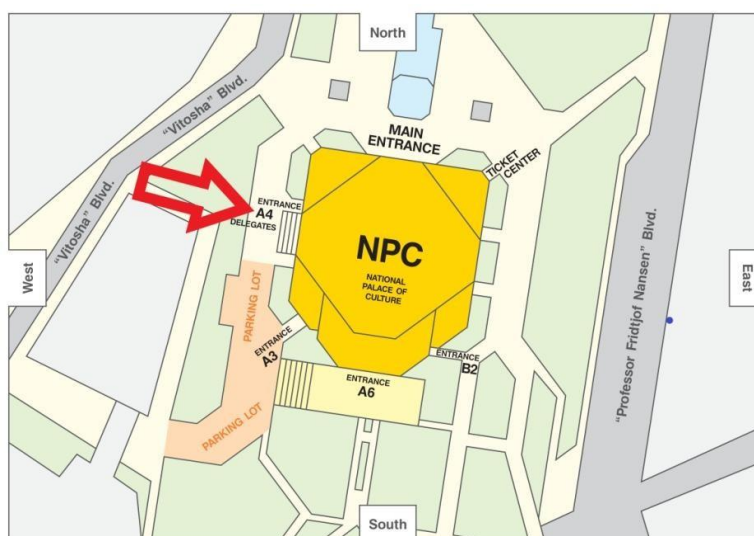 North
"Vitosha" Blvd.
"Vitosha" Blvd.
MAIN
ENTRANCE
TICKET
CENTER
ENTRANCE
A4
DELEGATES
NPC
NATIONAL
PALACE OF
CULTURE
West
East
"Professor Fridtjof Nansen" Blvd.
PARKING LOT
ENTRANCE
A3
ENTRANCE
B2
ENTRANCE
A6
PARKING LOT
South